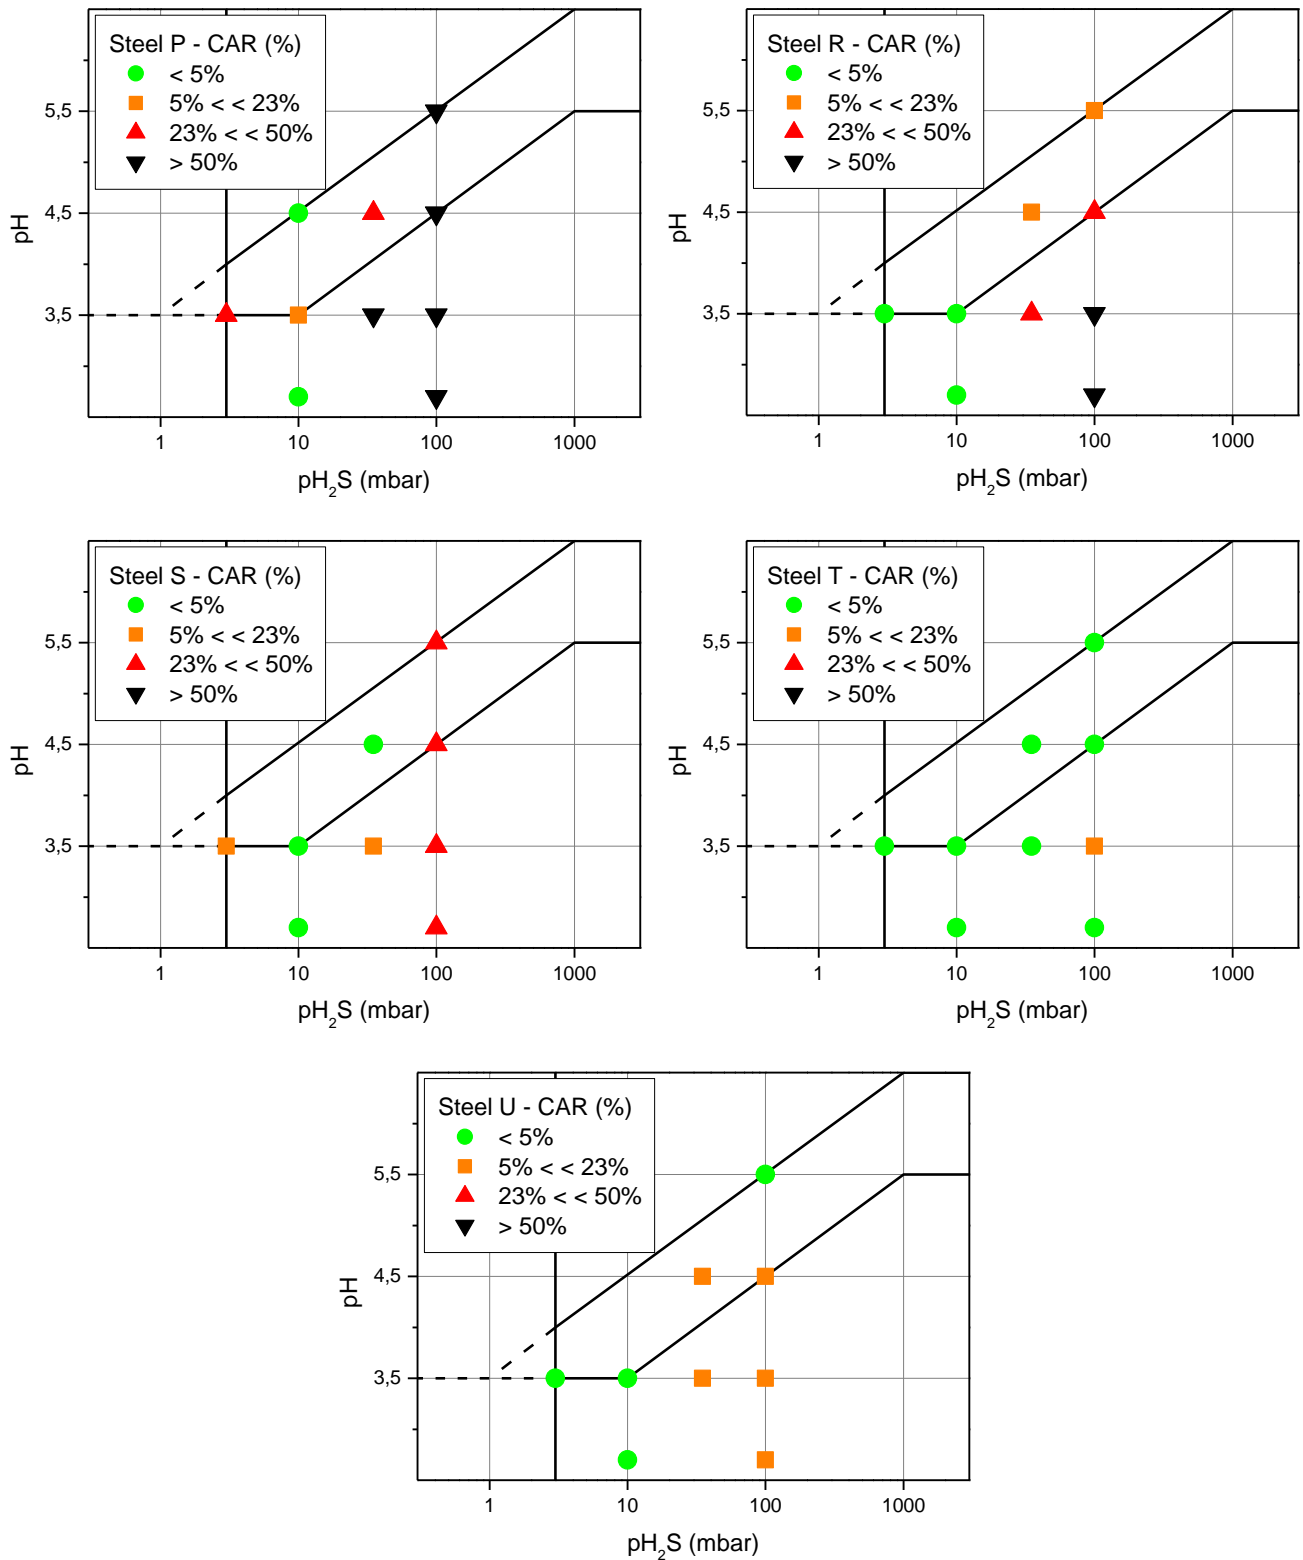 Steel P - CAR (%)
< 5%
5% < < 23%
23% < < 50%
> 50%
5,5
4,5
3,5
pH
1
10
100
1000
pH₂S (mbar)
Steel R - CAR (%)
< 5%
5% < < 23%
23% < < 50%
> 50%
5,5
4,5
3,5
pH
1
10
100
1000
pH₂S (mbar)
Steel S - CAR (%)
< 5%
5% < < 23%
23% < < 50%
> 50%
5,5
4,5
3,5
pH
1
10
100
1000
pH₂S (mbar)
Steel T - CAR (%)
< 5%
5% < < 23%
23% < < 50%
> 50%
5,5
4,5
3,5
pH
1
10
100
1000
pH₂S (mbar)
Steel U - CAR (%)
< 5%
5% < < 23%
23% < < 50%
> 50%
5,5
4,5
3,5
pH
1
10
100
1000
pH₂S (mbar)